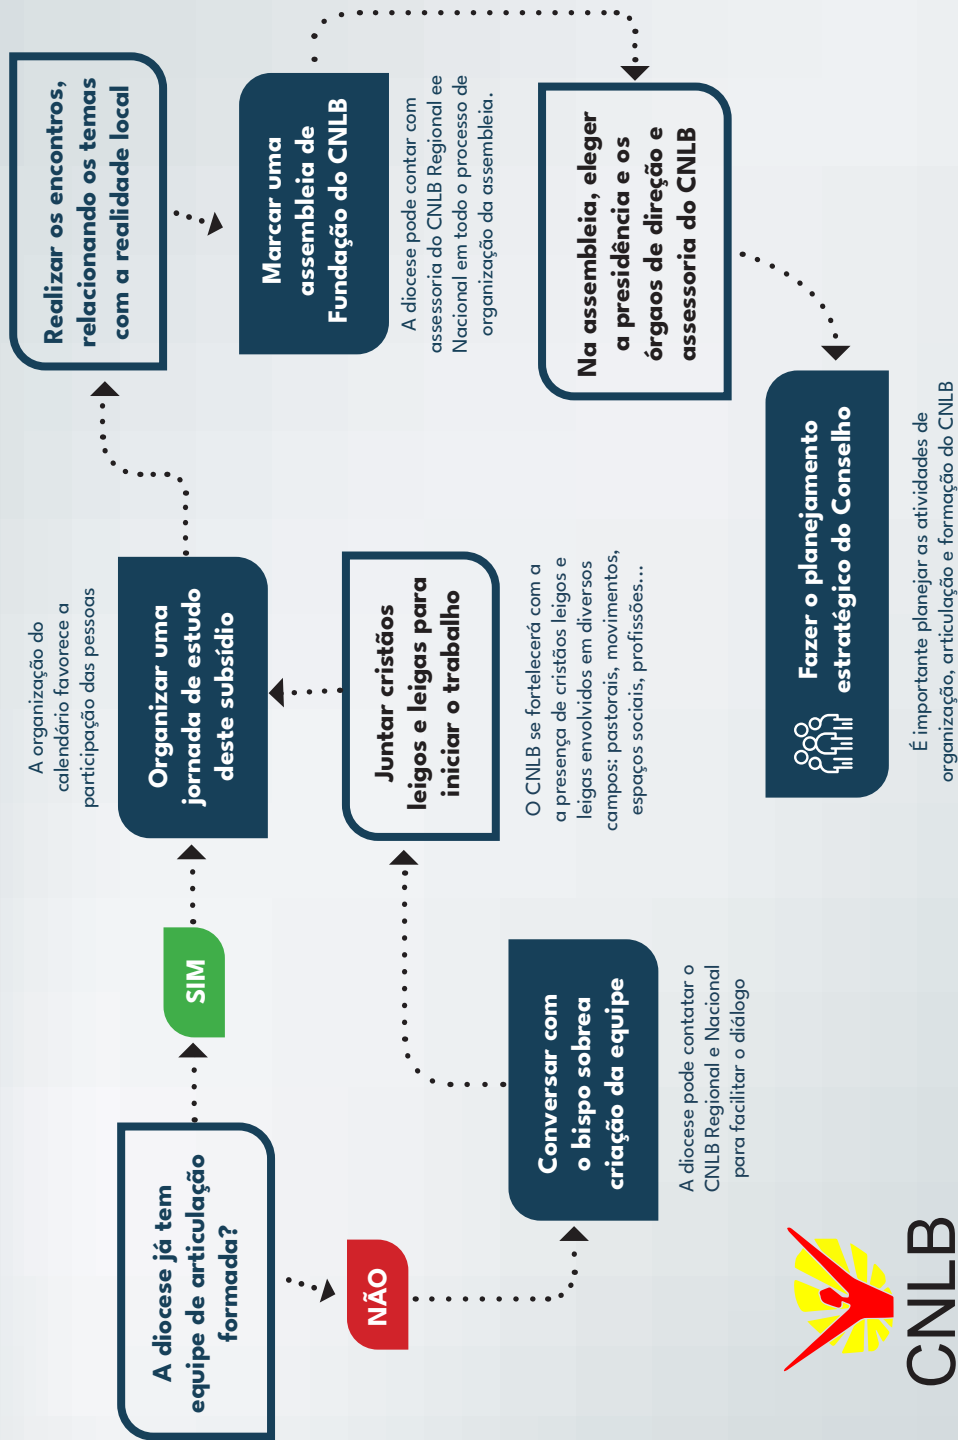 A diocese já tem
equipe de articulação
formada?
SIM
NÃO
Conversar com
o bispo sobrea
criação da equipe
A diocese pode contatar o
CNLB Regional e Nacional
para facilitar o diálogo
Juntar cristãos
leigos e leigas para
iniciar o trabalho
O CNLB se fortelecerá com a
a presença de cristãos leigos e
leigas envolvidos em diversos
campos: pastorais, movimentos,
espaços sociais, profissões...
A organização do
calendário favorece a
participação das pessoas
Organizar uma
jornada de estudo
deste subsídio
Realizar os encontros,
relacionando os temas
com a realidade local
Marcar uma
assembleia de
Fundação do CNLB
A diocese pode contar com
assessoria do CNLB Regional ee
Nacional em todo o processo de
organização da assembleia.
Na assembleia, eleger
a presidência e os
órgaos de direção e
assessoria do CNLB
Fazer o planejamento
estratégico do Conselho
É importante planejar as atividades de
organização, articulação e formação do CNLB
CNLB